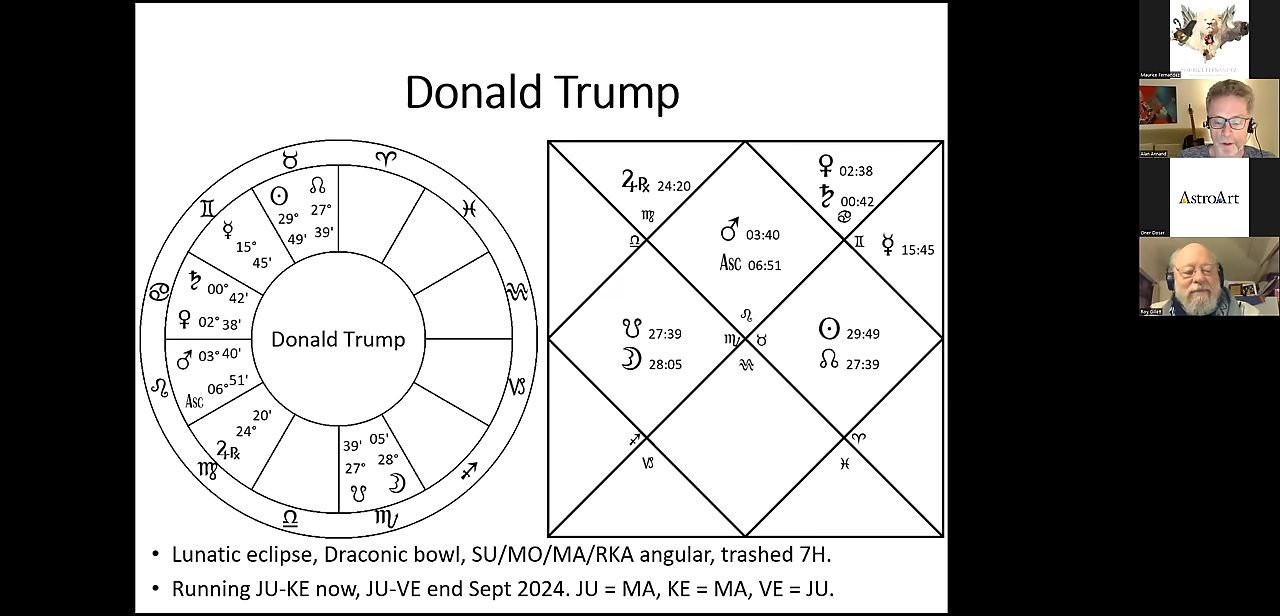 Donald Trump
♉ ♈
♊ ☉ ☊ ♓
29° 27°
☿ 49' 39'
15°
45'
♋ ♄ 00° 42' ♒
♀ 02° 38'
Donald Trump
♂ 03° 40'
♌ 06° 51' ♑
Asc
20'
24°
♃℞
♍
39' 05'
27° 28°
☋ ☽ ♐
♎ ♏
♃℞ 24:20
♀ 02:38
♄ 00:42
♍ ♋
♎ ♂ 03:40 ♊ ☿ 15:45
Asc 06:51
☋ 27:39 ♌ ☉ 29:49
☽ 28:05 ♏ ♉ ☊ 27:39
♒
♐ ♈
♑ ♓
• Lunatic eclipse, Draconic bowl, SU/MO/MA/RKA angular, trashed 7H.
• Running JU-KE now, JU-VE end Sept 2024. JU = MA, KE = MA, VE = JU.
Maurice Fernandez
Alan Annand
AstroArt
Roy Gillett